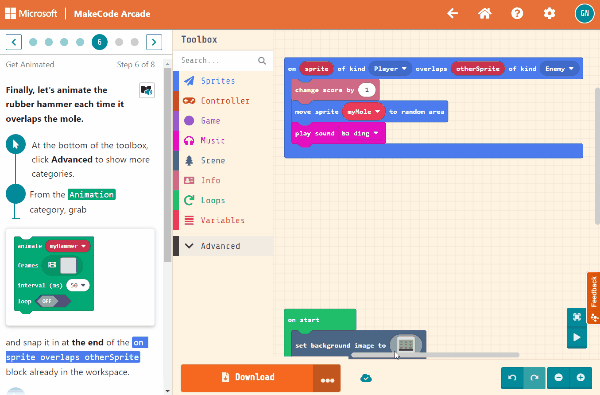 Microsoft MakeCode Arcade
GN
6
Get Animated Step 6 of 8
Finally, let's animate the
rubber hammer each time it
overlaps the mole.
At the bottom of the toolbox,
click Advanced to show more
categories.
From the Animation
category, grab
animate myHammer
frames
interval (ms) 50
loop OFF
and snap it in at the end of the on
sprite overlaps otherSprite
block already in the workspace.
Toolbox
Search...
Sprites
Controller
Game
Music
Scene
Info
Loops
Variables
Advanced
on sprite of kind Player overlaps otherSprite of kind Enemy
change score by 1
move sprite myMole to random area
play sound ba ding
on start
set background image to
Feedback
Download